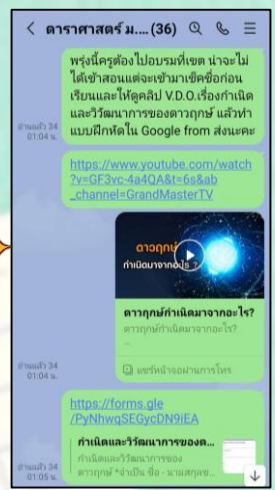 ดาราศาสตร์ ม.... (36)
พรุ่งนี้ครูต้องไปอบรมที่เขต น่าจะไม่
ได้เข้าสอนแต่จะเข้ามาเช็คชื่อก่อน
เรียนและให้ดูคลิป V.D.O.เรื่องกำเนิด
และวิวัฒนาการของดาวฤกษ์ แล้วทำ
แบบฝึกหัดใน Google from ส่งนะคะ
อ่านแล้ว 34
01:04 น.
https://www.youtube.com/watch
?v=GF3vc-4a4QA&t=6s&ab
_channel=GrandMasterTV
ดาวฤกษ์
กำเนิดมาจากอะไร ?
ดาวฤกษ์กำเนิดมาจากอะไร?
ดาวฤกษ์กำเนิดมาจากอะไร?
...
แชร์หน้าจอผ่านการโทร
อ่านแล้ว 34
01:04 น.
https://forms.gle
/PyNhwqSEGycDN9iEA
กำเนิดและวิวัฒนาการของด...
กำเนิดและวิวัฒนาการของ
ดาวฤกษ์ *จำเป็น ชื่อ - นามสกุลข...
อ่านแล้ว 34
01:05 น.